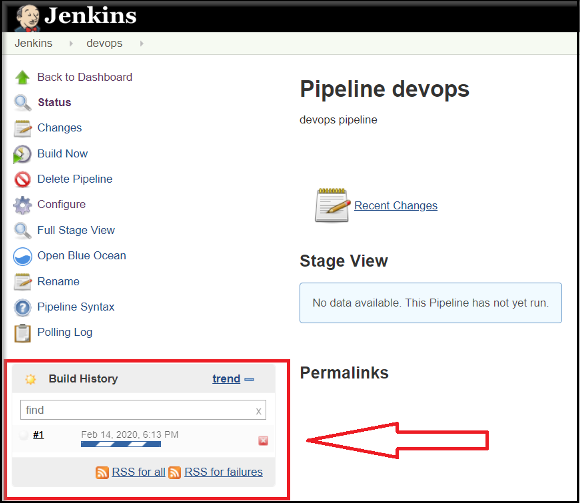 Jenkins
Jenkins devops
Back to Dashboard
Status
Changes
Build Now
Delete Pipeline
Configure
Full Stage View
Open Blue Ocean
Rename
Pipeline Syntax
Polling Log
Build History trend
find x
#1 Feb 14, 2020, 6:13 PM
RSS for all RSS for failures
Pipeline devops
devops pipeline
Recent Changes
Stage View
No data available. This Pipeline has not yet run.
Permalinks